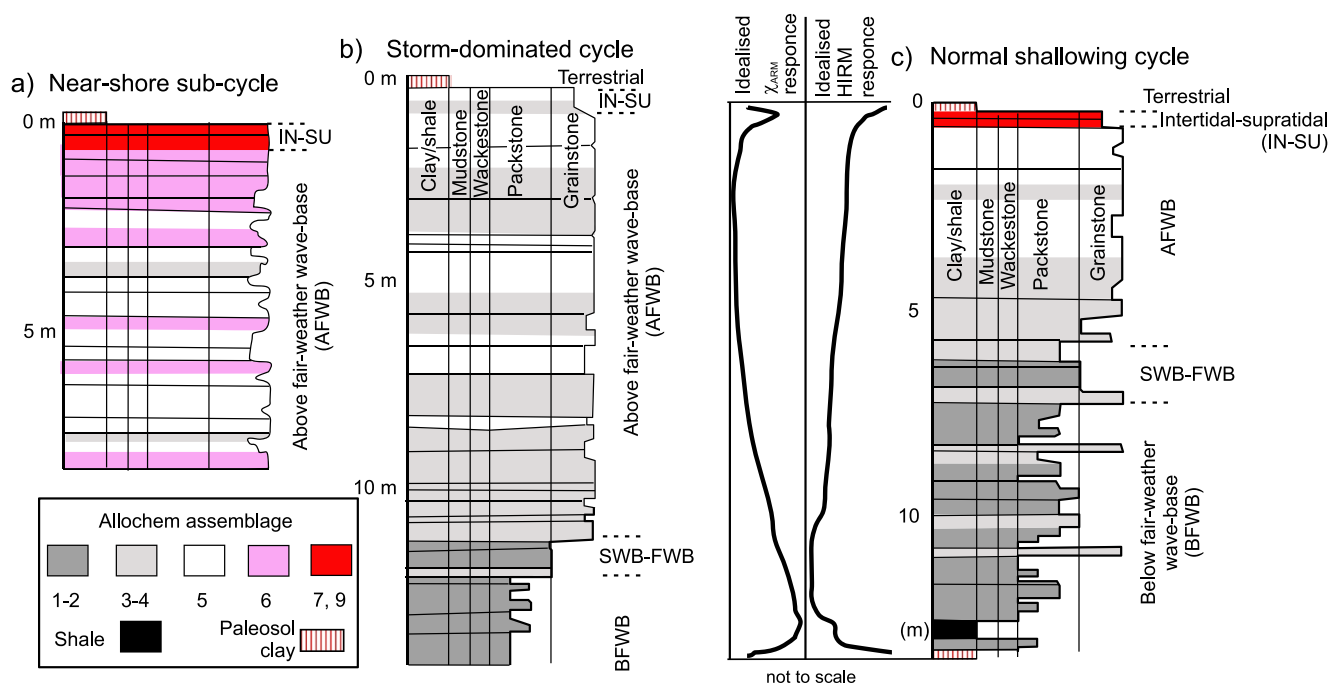 a) Near-shore sub-cycle
0 m
IN-SU
Above fair-weather wave-base
(AFWB)
5 m
Allochem assemblage
1-2
3-4
5
6
7, 9
Shale
Paleosol
clay
b) Storm-dominated cycle
0 m
Terrestrial
IN-SU
Clay/shale
Mudstone
Wackestone
Packstone
Grainstone
Above fair-weather wave-base
(AFWB)
5 m
10 m
SWB-FWB
BFWB
Idealised
χARM
responce
Idealised
HIRM
responce
not to scale
c) Normal shallowing cycle
0
Terrestrial
Intertidal-supratidal
(IN-SU)
Clay/shale
Mudstone
Wackestone
Packstone
Grainstone
AFWB
5
SWB-FWB
10
Below fair-weather
wave-base
(BFWB)
(m)